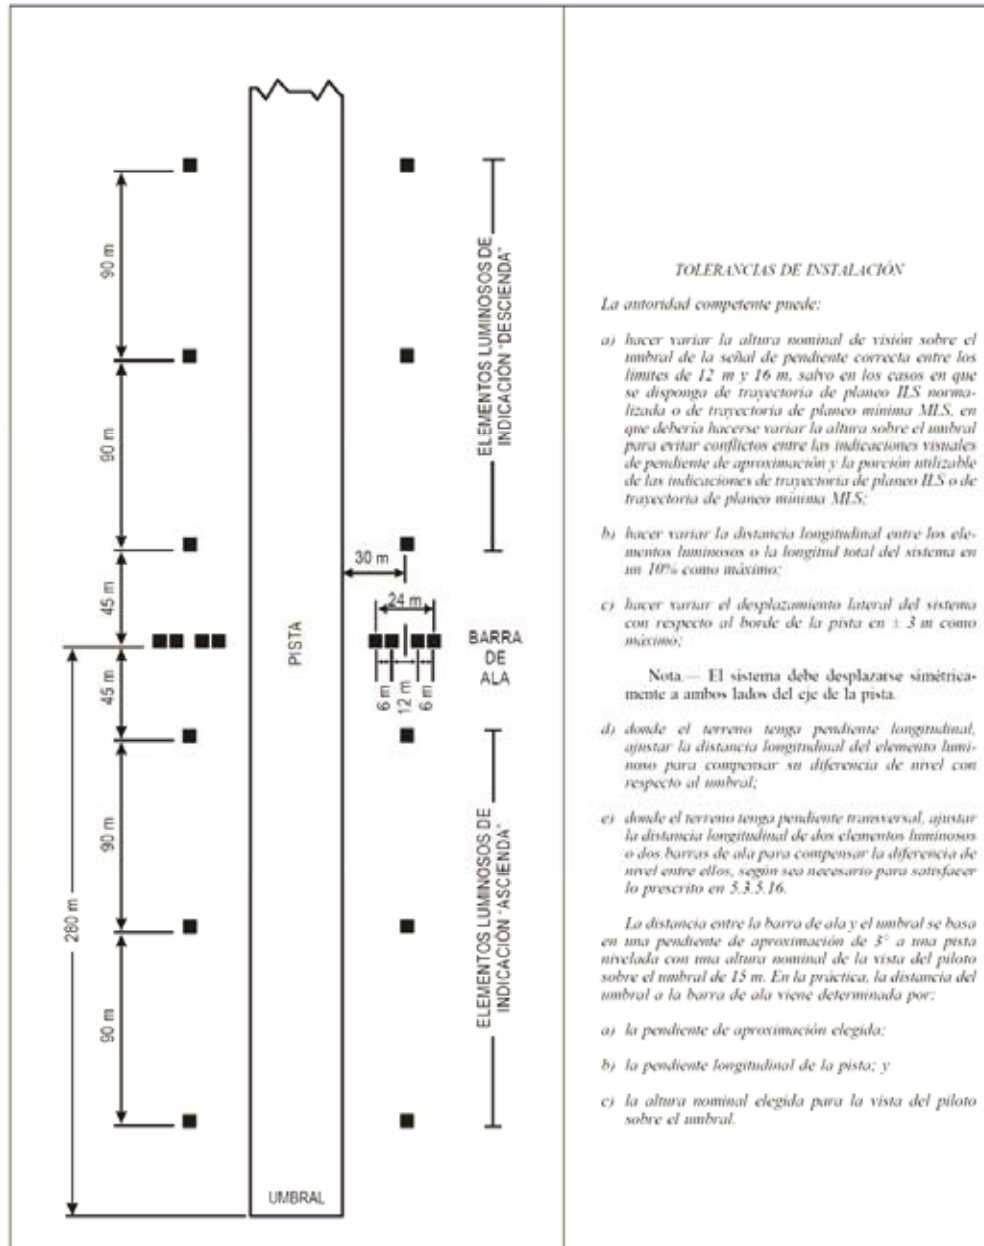 90 m
90 m
45 m
45 m
90 m
90 m
280 m
PISTA
UMBRAL
30 m
24 m
6 m
12 m
6 m
ELEMENTOS LUMINOSOS DE
INDICACIÓN "DESCIENDA"
BARRA
DE
ALA
ELEMENTOS LUMINOSOS DE
INDICACIÓN "ASCIENDA"
TOLERANCIAS DE INSTALACIÓN
La autoridad competente puede:
a) hacer variar la altura nominal de visión sobre el
umbral de la señal de pendiente correcta entre los
límites de 12 m y 16 m, salvo en los casos en que
se disponga de trayectoria de planeo ILS norma-
lizada o de trayectoria de planeo mínima MLS, en
que debería hacerse variar la altura sobre el umbral
para evitar conflictos entre las indicaciones visuales
de pendiente de aproximación y la porción utilizable
de las indicaciones de trayectoria de planeo ILS o de
trayectoria de planeo mínima MLS;
b) hacer variar la distancia longitudinal entre los ele-
mentos luminosos o la longitud total del sistema en
un 10% como máximo;
c) hacer variar el desplazamiento lateral del sistema
con respecto al borde de la pista en ± 3 m como
máximo;
Nota.— El sistema debe desplazarse simétrica-
mente a ambos lados del eje de la pista.
d) donde el terreno tenga pendiente longitudinal,
ajustar la distancia longitudinal del elemento lumi-
noso para compensar su diferencia de nivel con
respecto al umbral;
e) donde el terreno tenga pendiente transversal, ajustar
la distancia longitudinal de dos elementos luminosos
o dos barras de ala para compensar la diferencia de
nivel entre ellos, según sea necesario para satisfacer
lo prescrito en 5.3.5.16.
La distancia entre la barra de ala y el umbral se basa
en una pendiente de aproximación de 3° a una pista
nivelada con una altura nominal de la vista del piloto
sobre el umbral de 15 m. En la práctica, la distancia del
umbral a la barra de ala viene determinada por:
a) la pendiente de aproximación elegida;
b) la pendiente longitudinal de la pista; y
c) la altura nominal elegida para la vista del piloto
sobre el umbral.